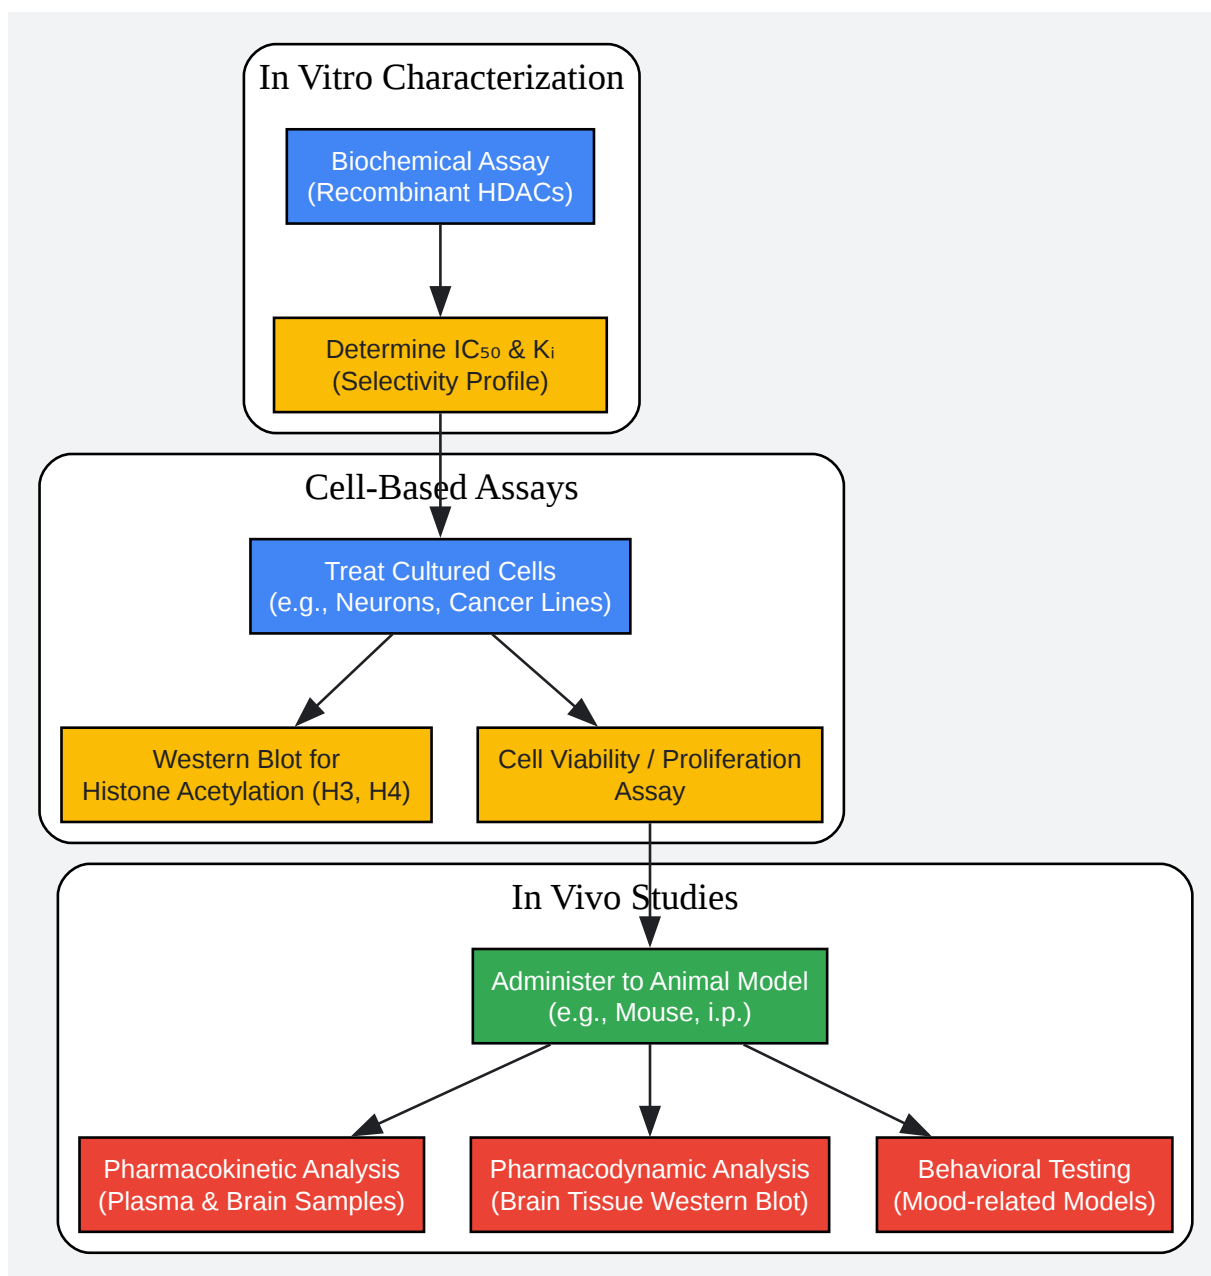 In Vitro Characterization
Biochemical Assay
(Recombinant HDACs)
Determine IC₅₀ & Kᵢ
(Selectivity Profile)
Cell-Based Assays
Treat Cultured Cells
(e.g., Neurons, Cancer Lines)
Western Blot for
Histone Acetylation (H3, H4)
Cell Viability / Proliferation
Assay
In Vivo Studies
Administer to Animal Model
(e.g., Mouse, i.p.)
Pharmacokinetic Analysis
(Plasma & Brain Samples)
Pharmacodynamic Analysis
(Brain Tissue Western Blot)
Behavioral Testing
(Mood-related Models)